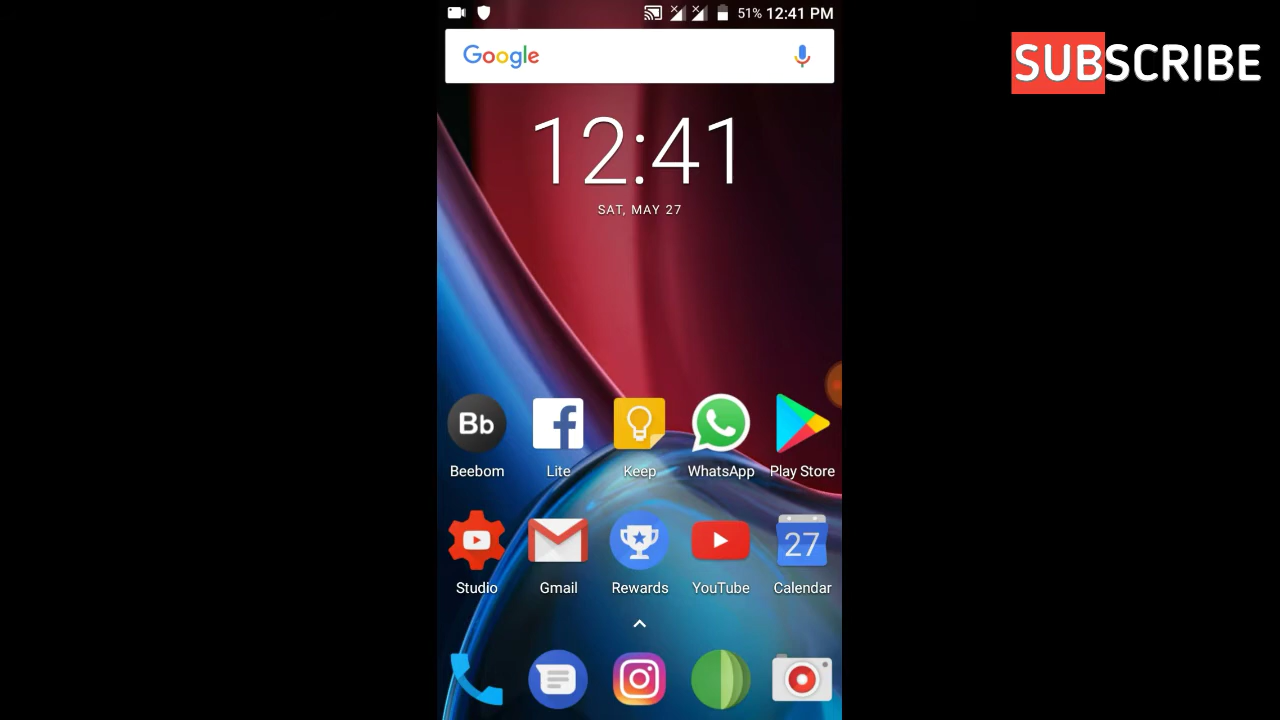 51% 12:41 PM
SUBSCRIBE
Google
12:41
SAT, MAY 27
Bb
Beebom Lite Keep WhatsApp Play Store
27
Studio Gmail Rewards YouTube Calendar